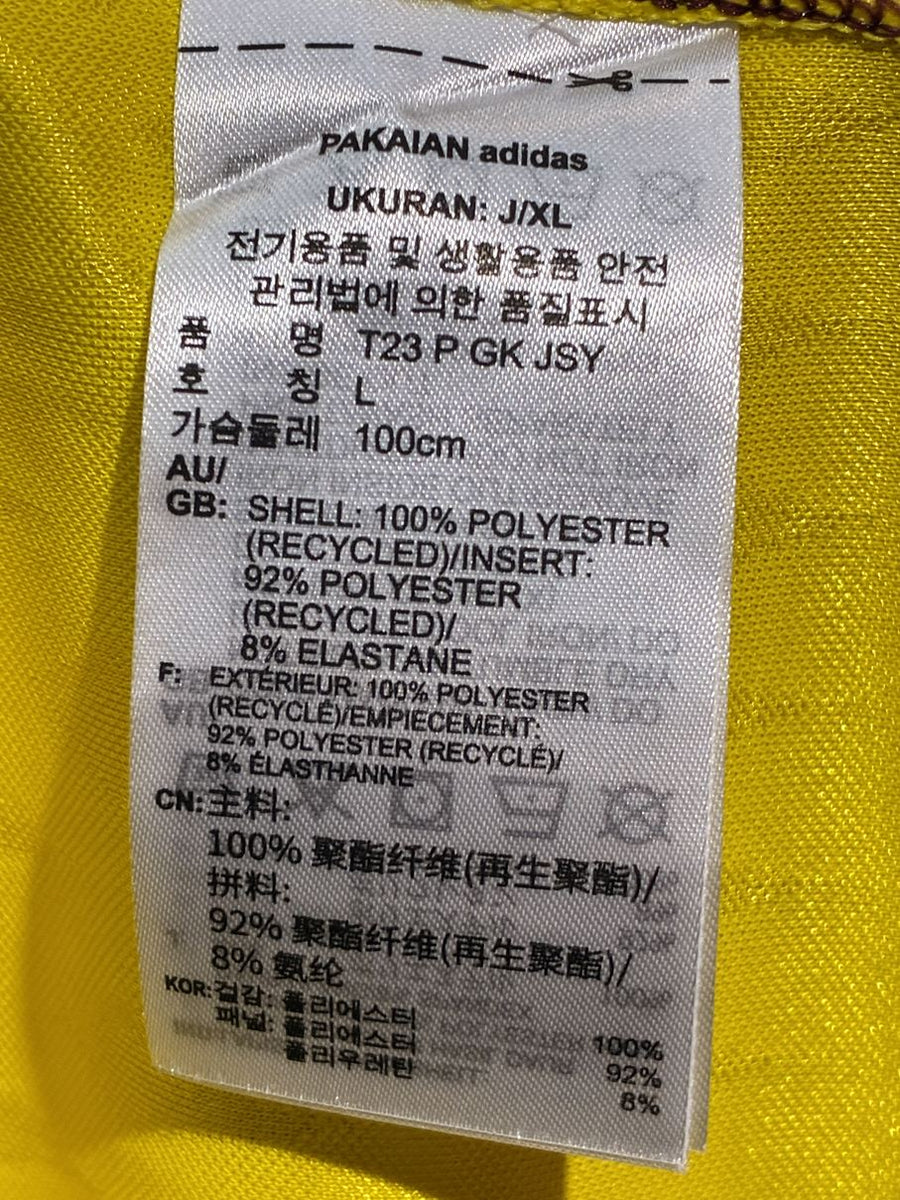 PAKAIAN adidas
UKURAN: J/XL
전기용품 및 생활용품 안전
관리법에 의한 품질표시
품 명 T23 P GK JSY
호 칭 L
가슴둘레 100cm
AU/
GB: SHELL: 100% POLYESTER
(RECYCLED)/INSERT:
92% POLYESTER
(RECYCLED)/
8% ELASTANE
F: EXTÉRIEUR: 100% POLYESTER
(RECYCLÉ)/EMPIECEMENT:
92% POLYESTER (RECYCLÉ)/
8% ÉLASTHANNE
CN: 主料:
100% 聚酯纤维(再生聚酯)/
拼料:
92% 聚酯纤维(再生聚酯)/
8% 氨纶
KOR: 겉감: 폴리에스터 100%
패널: 폴리에스터 92%
폴리우레탄 8%